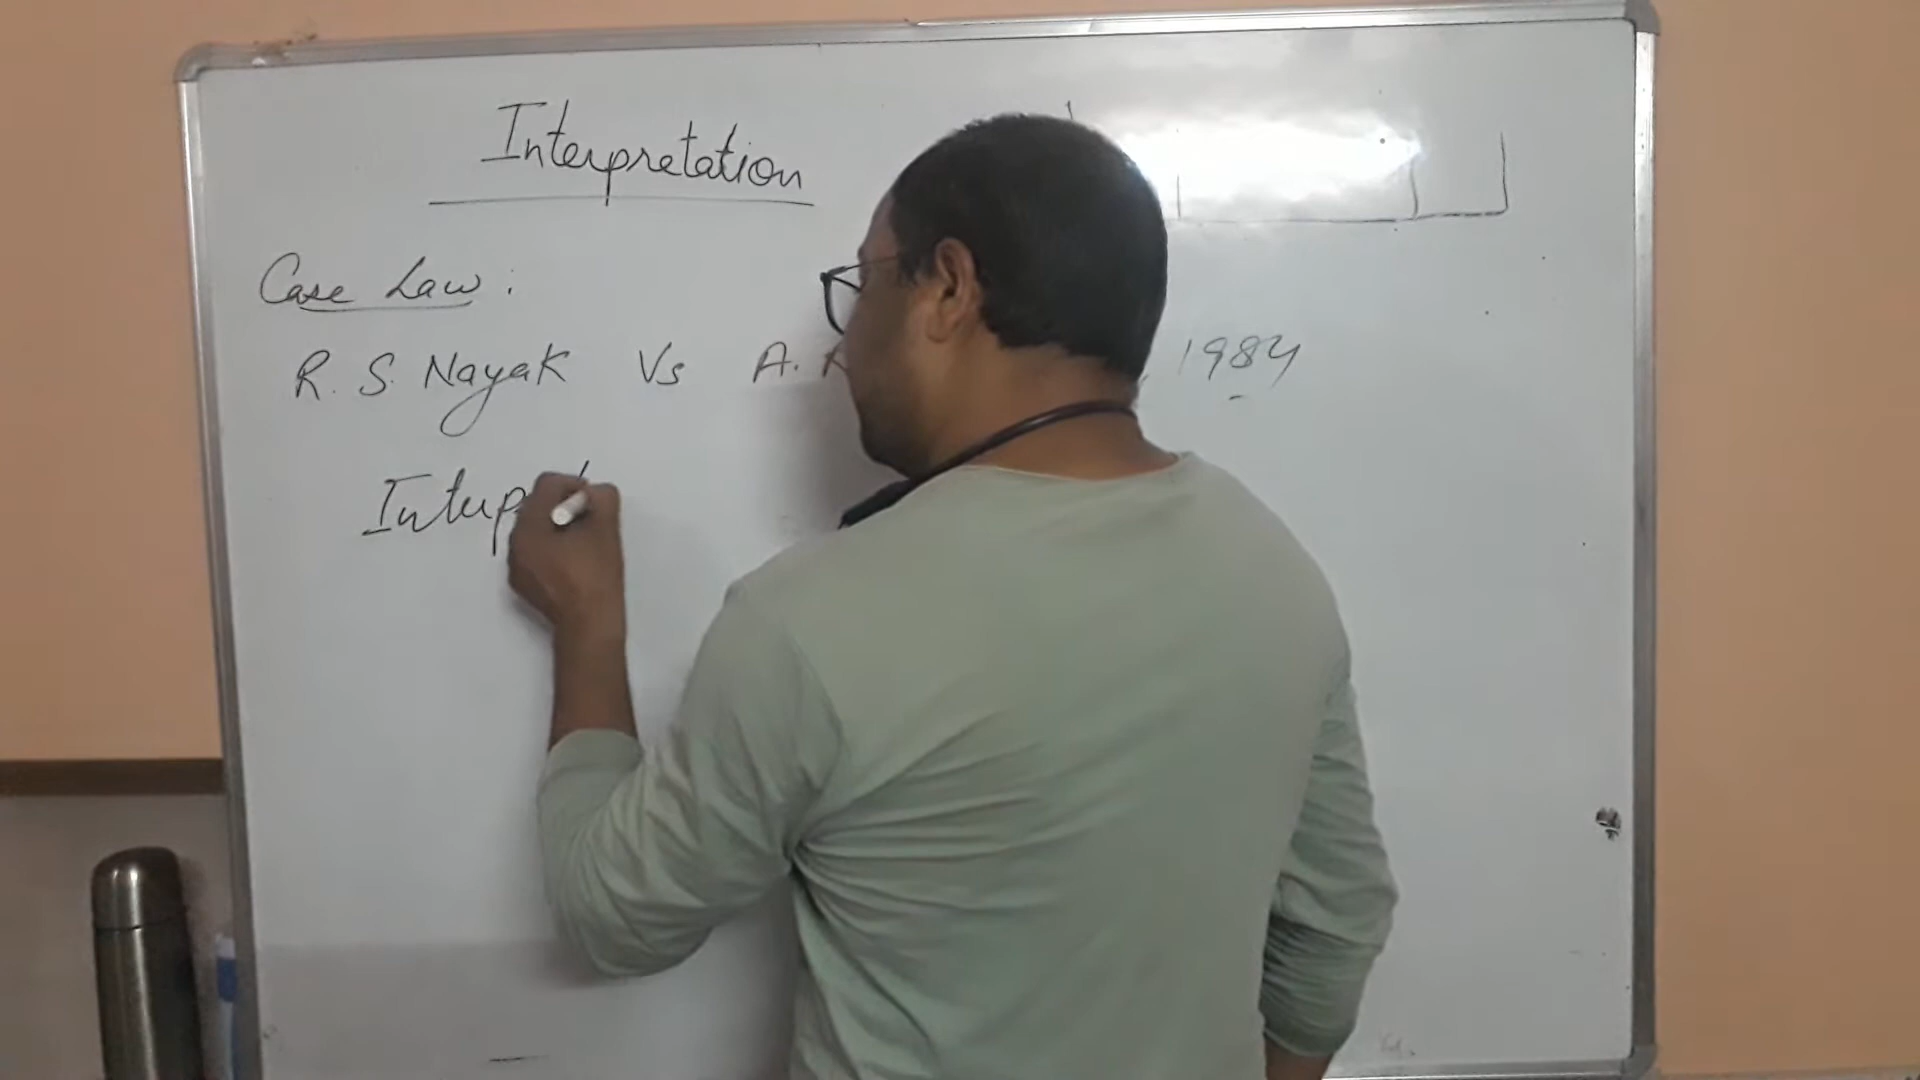 Interpretation
Case Law :
R. S. Nayak Vs A. 1984